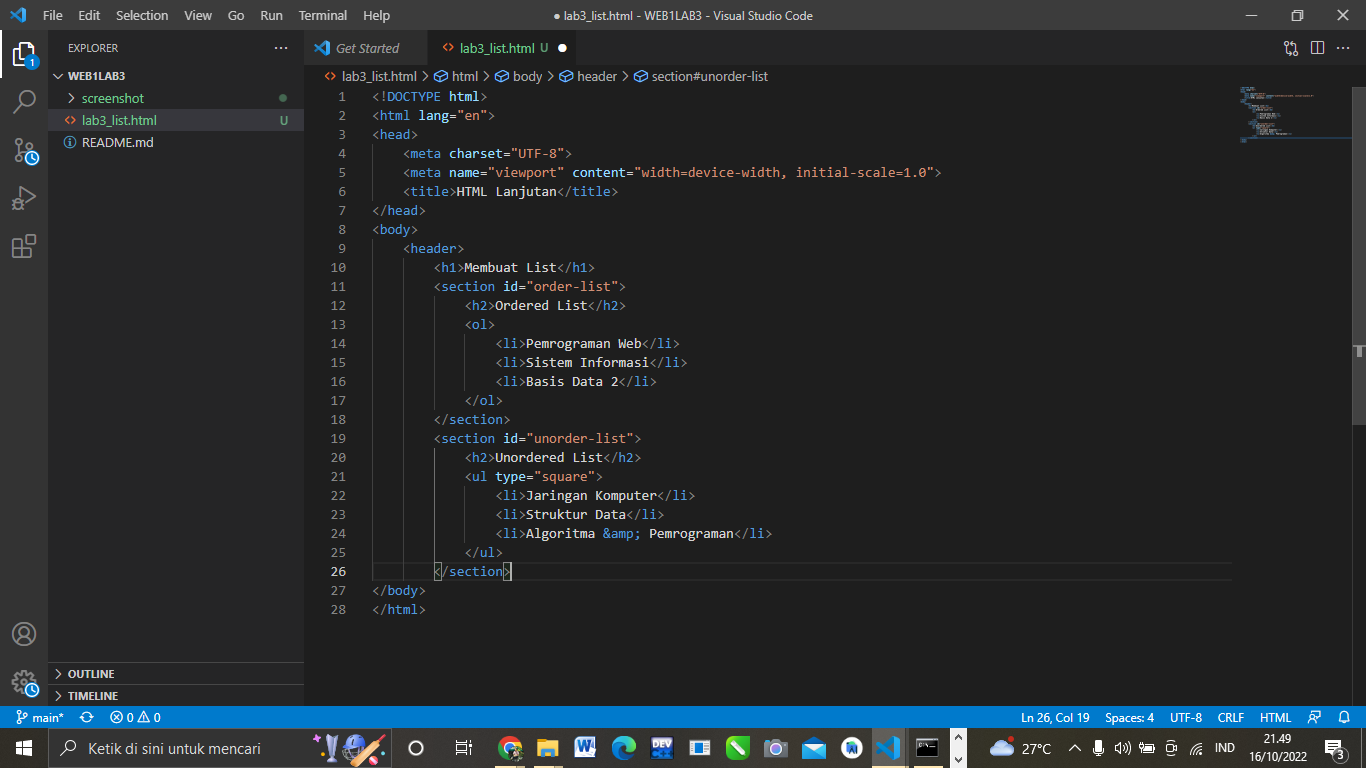 File Edit Selection View Go Run Terminal Help
● lab3_list.html - WEB1LAB3 - Visual Studio Code
EXPLORER
Get Started
lab3_list.html U
WEB1LAB3
screenshot
lab3_list.html U
README.md
lab3_list.html > html > body > header > section#unorder-list
1 <!DOCTYPE html>
2 <html lang="en">
3 <head>
4 <meta charset="UTF-8">
5 <meta name="viewport" content="width=device-width, initial-scale=1.0">
6 <title>HTML Lanjutan</title>
7 </head>
8 <body>
9 <header>
10 <h1>Membuat List</h1>
11 <section id="order-list">
12 <h2>Ordered List</h2>
13 <ol>
14 <li>Pemrograman Web</li>
15 <li>Sistem Informasi</li>
16 <li>Basis Data 2</li>
17 </ol>
18 </section>
19 <section id="unorder-list">
20 <h2>Unordered List</h2>
21 <ul type="square">
22 <li>Jaringan Komputer</li>
23 <li>Struktur Data</li>
24 <li>Algoritma &amp; Pemrograman</li>
25 </ul>
26 </section>
27 </body>
28 </html>
1
OUTLINE
TIMELINE
main* 0 0
Ln 26, Col 19 Spaces: 4 UTF-8 CRLF HTML
Ketik di sini untuk mencari
DEV
27°C
IND
21.49
16/10/2022
3